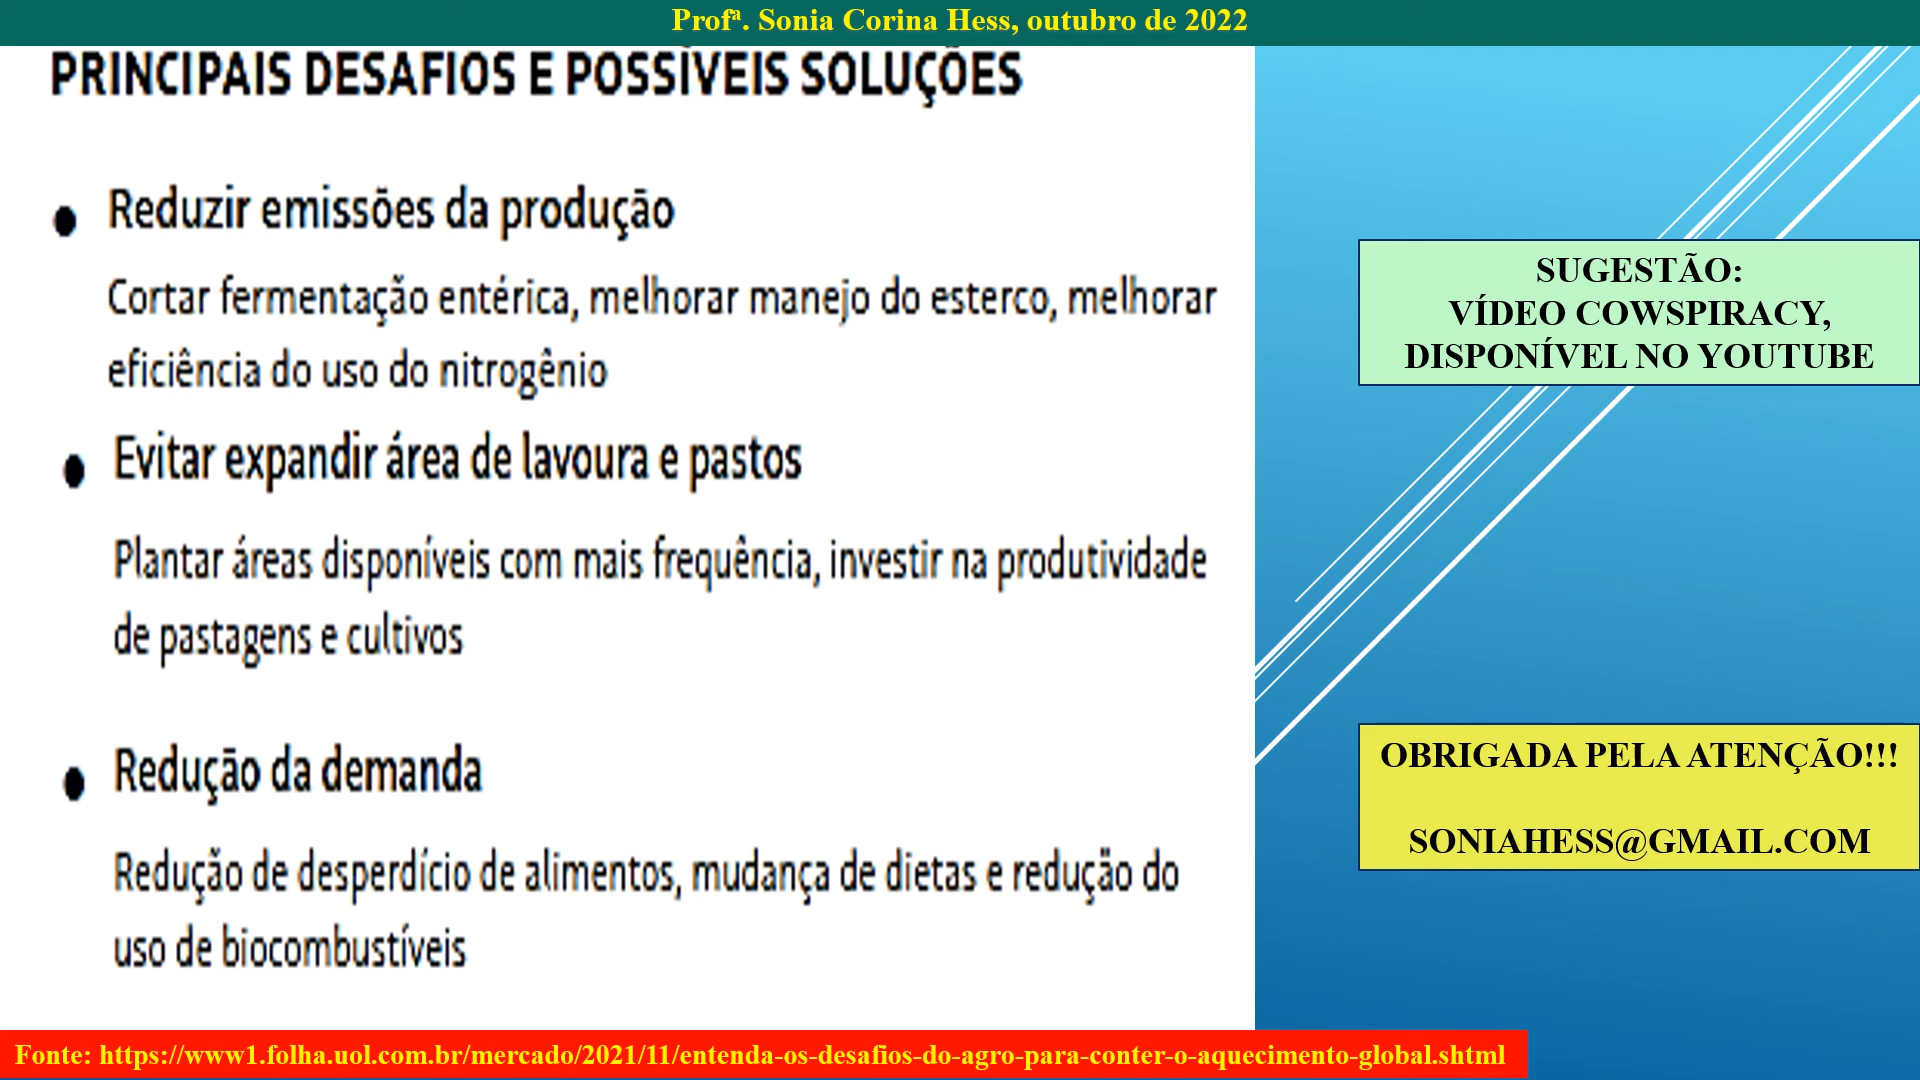 Profª. Sonia Corina Hess, outubro de 2022
PRINCIPAIS DESAFIOS E POSSÍVEIS SOLUÇÕES
• Reduzir emissões da produção
Cortar fermentação entérica, melhorar manejo do esterco, melhorar
eficiência do uso do nitrogênio
• Evitar expandir área de lavoura e pastos
Plantar áreas disponíveis com mais frequência, investir na produtividade
de pastagens e cultivos
• Redução da demanda
Redução de desperdício de alimentos, mudança de dietas e redução do
uso de biocombustíveis
SUGESTÃO:
VÍDEO COWSPIRACY,
DISPONÍVEL NO YOUTUBE
OBRIGADA PELA ATENÇÃO!!!
SONIAHESS@GMAIL.COM
Fonte: https://www1.folha.uol.com.br/mercado/2021/11/entenda-os-desafios-do-agro-para-conter-o-aquecimento-global.shtml